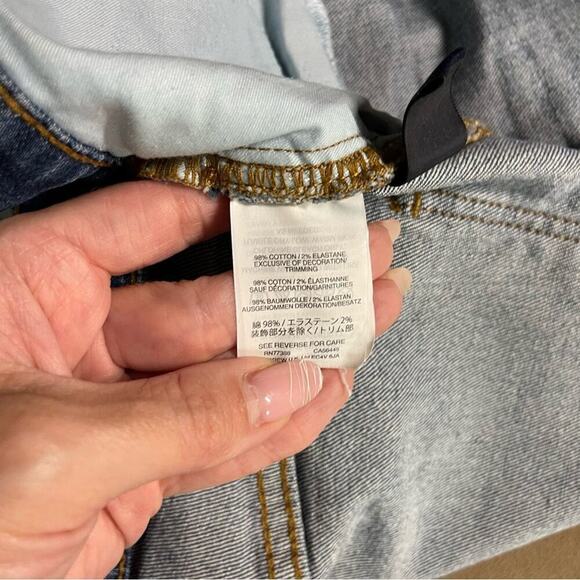 98% COTTON / 2% ELASTANE
EXCLUSIVE OF DECORATION/
TRIMMING
98% COTON / 2% ÉLASTHANNE
SAUF DÉCORATION/GARNITURES
98% BAUMWOLLE / 2% ELASTAN
AUSGENOMMEN DEKORATION/BESATZ
綿 98% / エラステーン 2%
装飾部分を除く/トリム部
SEE REVERSE FOR CARE
RN77388 CA56449